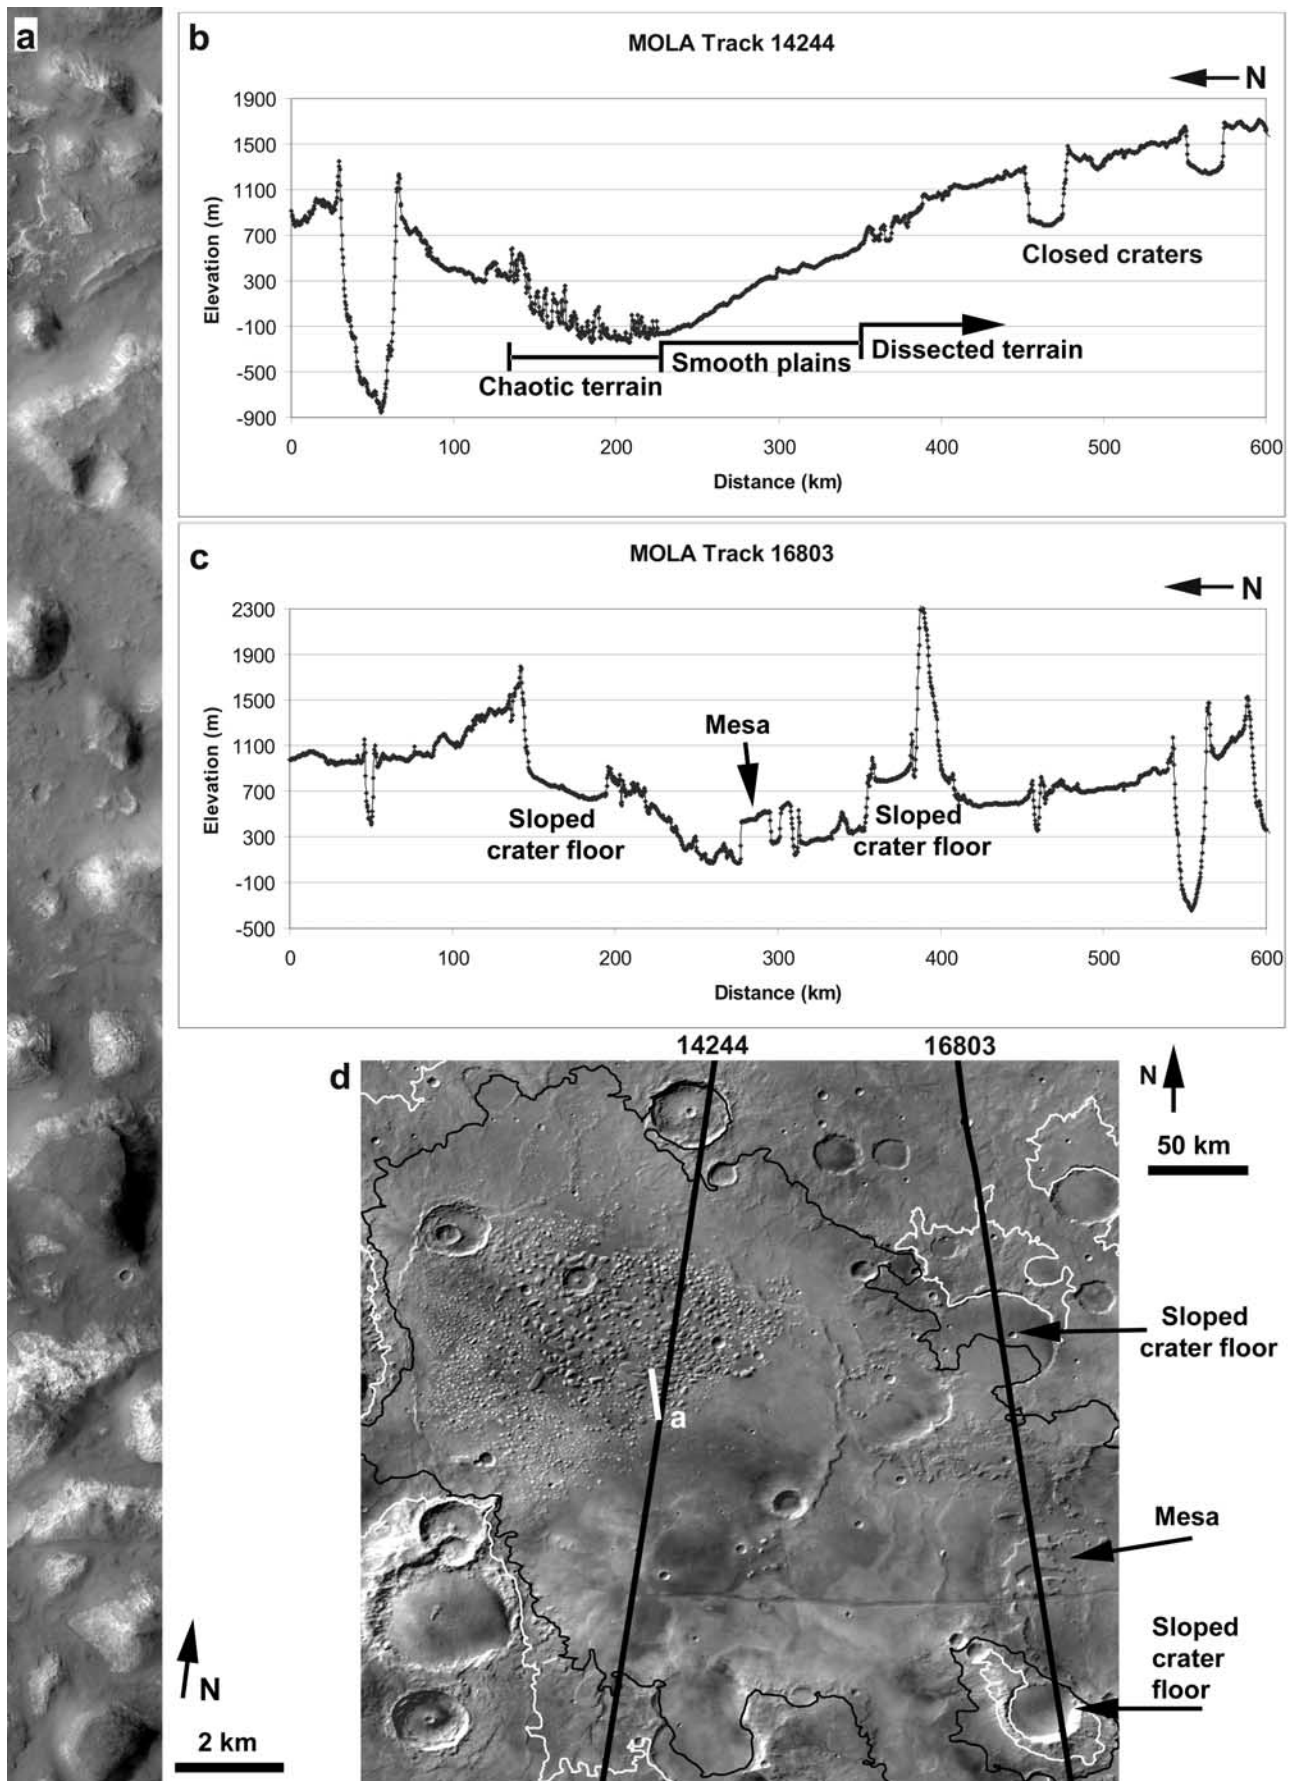 a
b
MOLA Track 14244
N
1900
1500
1100
700
300
-100
-500
-900
Elevation (m)
Closed craters
Dissected terrain
Smooth plains
Chaotic terrain
0 100 200 300 400 500 600
Distance (km)
c
MOLA Track 16803
N
2300
1900
1500
1100
700
300
-100
-500
Elevation (m)
Mesa
Sloped
crater floor
Sloped
crater floor
0 100 200 300 400 500 600
Distance (km)
14244 16803
d
N
50 km
Sloped
crater floor
a
Mesa
Sloped
crater
floor
N
2 km